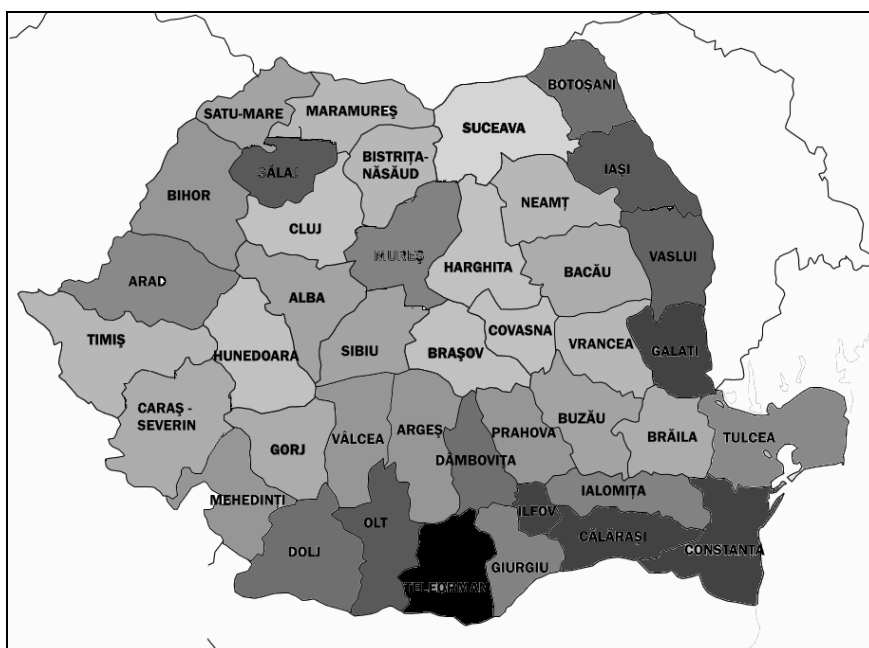 BOTOȘANI
SATU-MARE
MARAMUREȘ
SUCEAVA
BISTRIȚA-
NĂSĂUD
SĂLAJ
IAȘI
BIHOR
NEAMȚ
CLUJ
MUREȘ
VASLUI
HARGHITA
BACĂU
ARAD
ALBA
TIMIȘ
COVASNA
HUNEDOARA
SIBIU
BRAȘOV
VRANCEA
GALAȚI
CARAȘ -
SEVERIN
BUZĂU
ARGEȘ
PRAHOVA
VÂLCEA
BRĂILA
TULCEA
GORJ
DÂMBOVIȚA
IALOMIȚA
MEHEDINTI
ILFOV
OLT
CĂLĂRAȘI
CONSTANȚA
DOLJ
GIURGIU
TELEORMAN